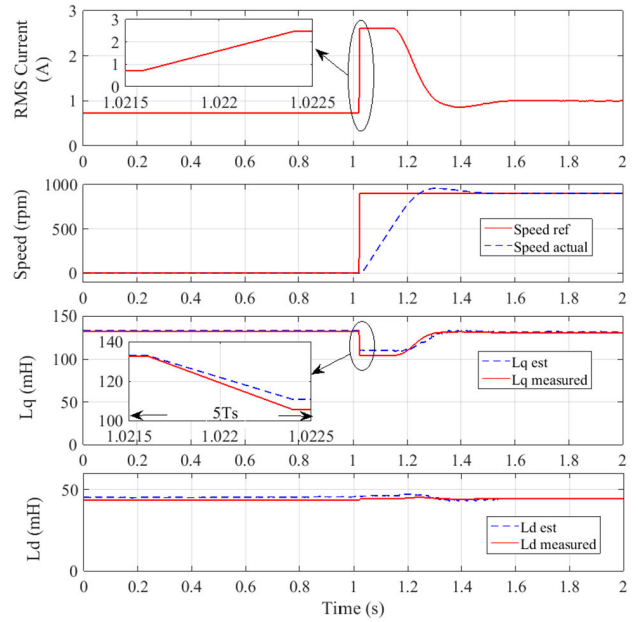 RMS Current
(A)
3
2
1
0
3
2
1
0
1.0215 1.022 1.0225
0 0.2 0.4 0.6 0.8 1 1.2 1.4 1.6 1.8 2
Speed (rpm)
1000
500
0
Speed ref
Speed actual
0 0.2 0.4 0.6 0.8 1 1.2 1.4 1.6 1.8 2
Lq (mH)
150
100
50
0
140
120
100
5Ts
1.0215 1.022 1.0225
Lq est
Lq measured
0 0.2 0.4 0.6 0.8 1 1.2 1.4 1.6 1.8 2
Ld (mH)
50
0
Ld est
Ld measured
0 0.2 0.4 0.6 0.8 1 1.2 1.4 1.6 1.8 2
Time (s)